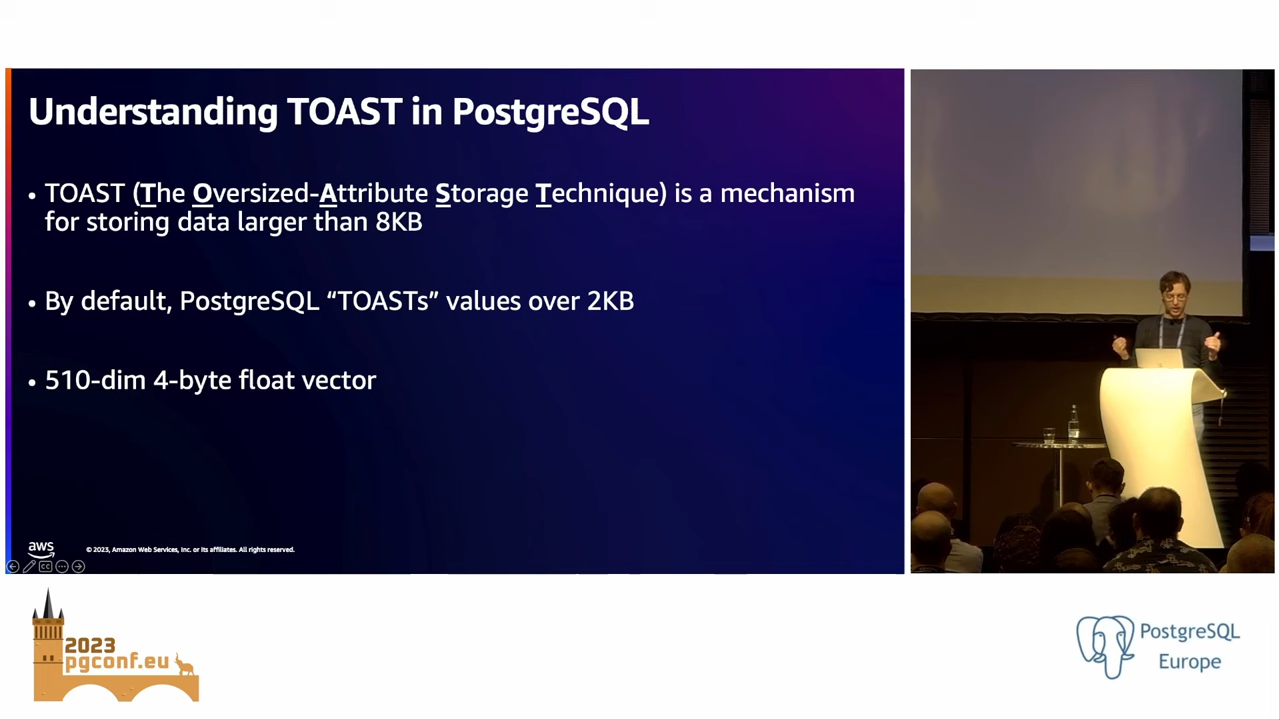 Understanding TOAST in PostgreSQL
• TOAST (The Oversized-Attribute Storage Technique) is a mechanism
for storing data larger than 8KB
• By default, PostgreSQL “TOASTs” values over 2KB
• 510-dim 4-byte float vector
aws
© 2023, Amazon Web Services, Inc. or its affiliates. All rights reserved.
CC
2023
pgconf.eu
PostgreSQL
Europe